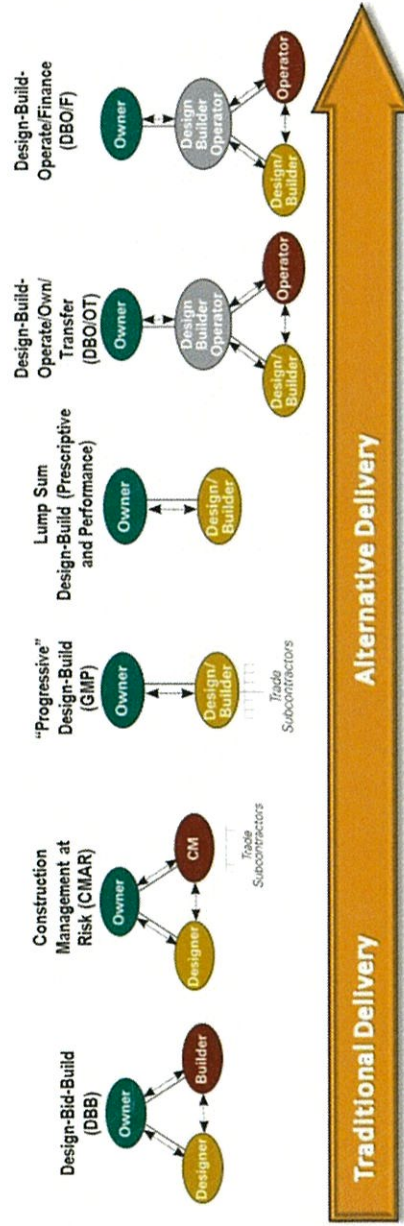 Design-Bid-Build
(DBB)
Owner
Designer
Builder
Construction
Management at
Risk (CMAR)
Owner
Designer
CM
Trade
Subcontractors
"Progressive"
Design-Build
(GMP)
Owner
Design/
Builder
Trade
Subcontractors
Lump Sum
Design-Build (Prescriptive
and Performance)
Owner
Design/
Builder
Design-Build-
Operate/Own/
Transfer
(DBO/OT)
Owner
Design
Builder
Operator
Design/
Builder
Operator
Design-Build-
Operate/Finance
(DBO/F)
Owner
Design
Builder
Operator
Design/
Builder
Operator
Traditional Delivery
Alternative Delivery